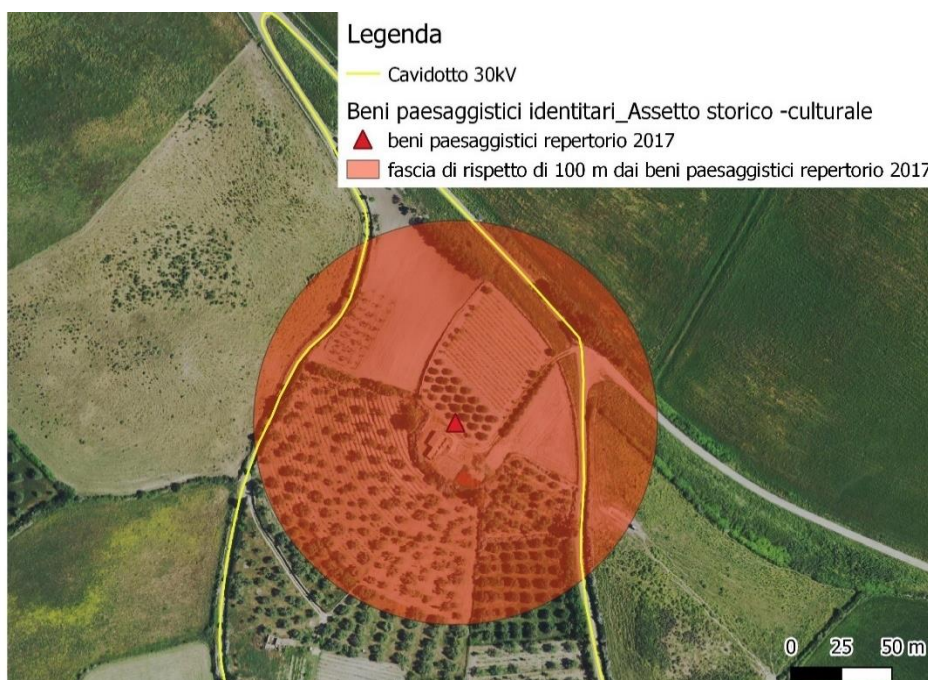 Legenda
Cavidotto 30kV
Beni paesaggistici identitari_Assetto storico -culturale
beni paesaggistici repertorio 2017
fascia di rispetto di 100 m dai beni paesaggistici repertorio 2017
0 25 50 m